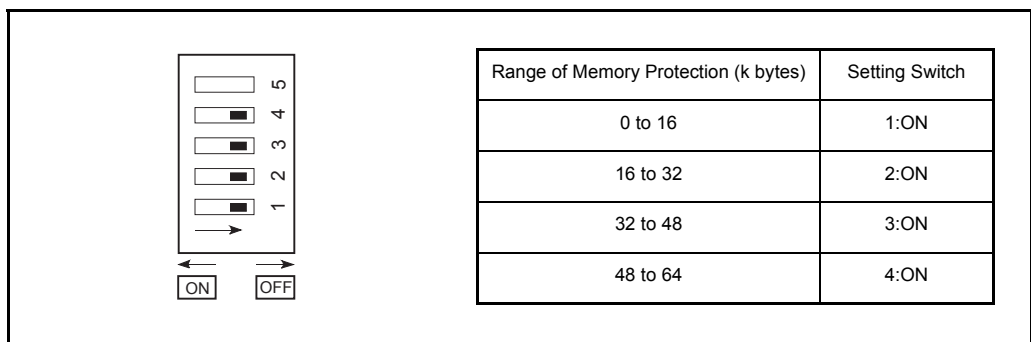 5
4
3
2
1
ON OFF
Range of Memory Protection (k bytes) Setting Switch
0 to 16 1:ON
16 to 32 2:ON
32 to 48 3:ON
48 to 64 4:ON